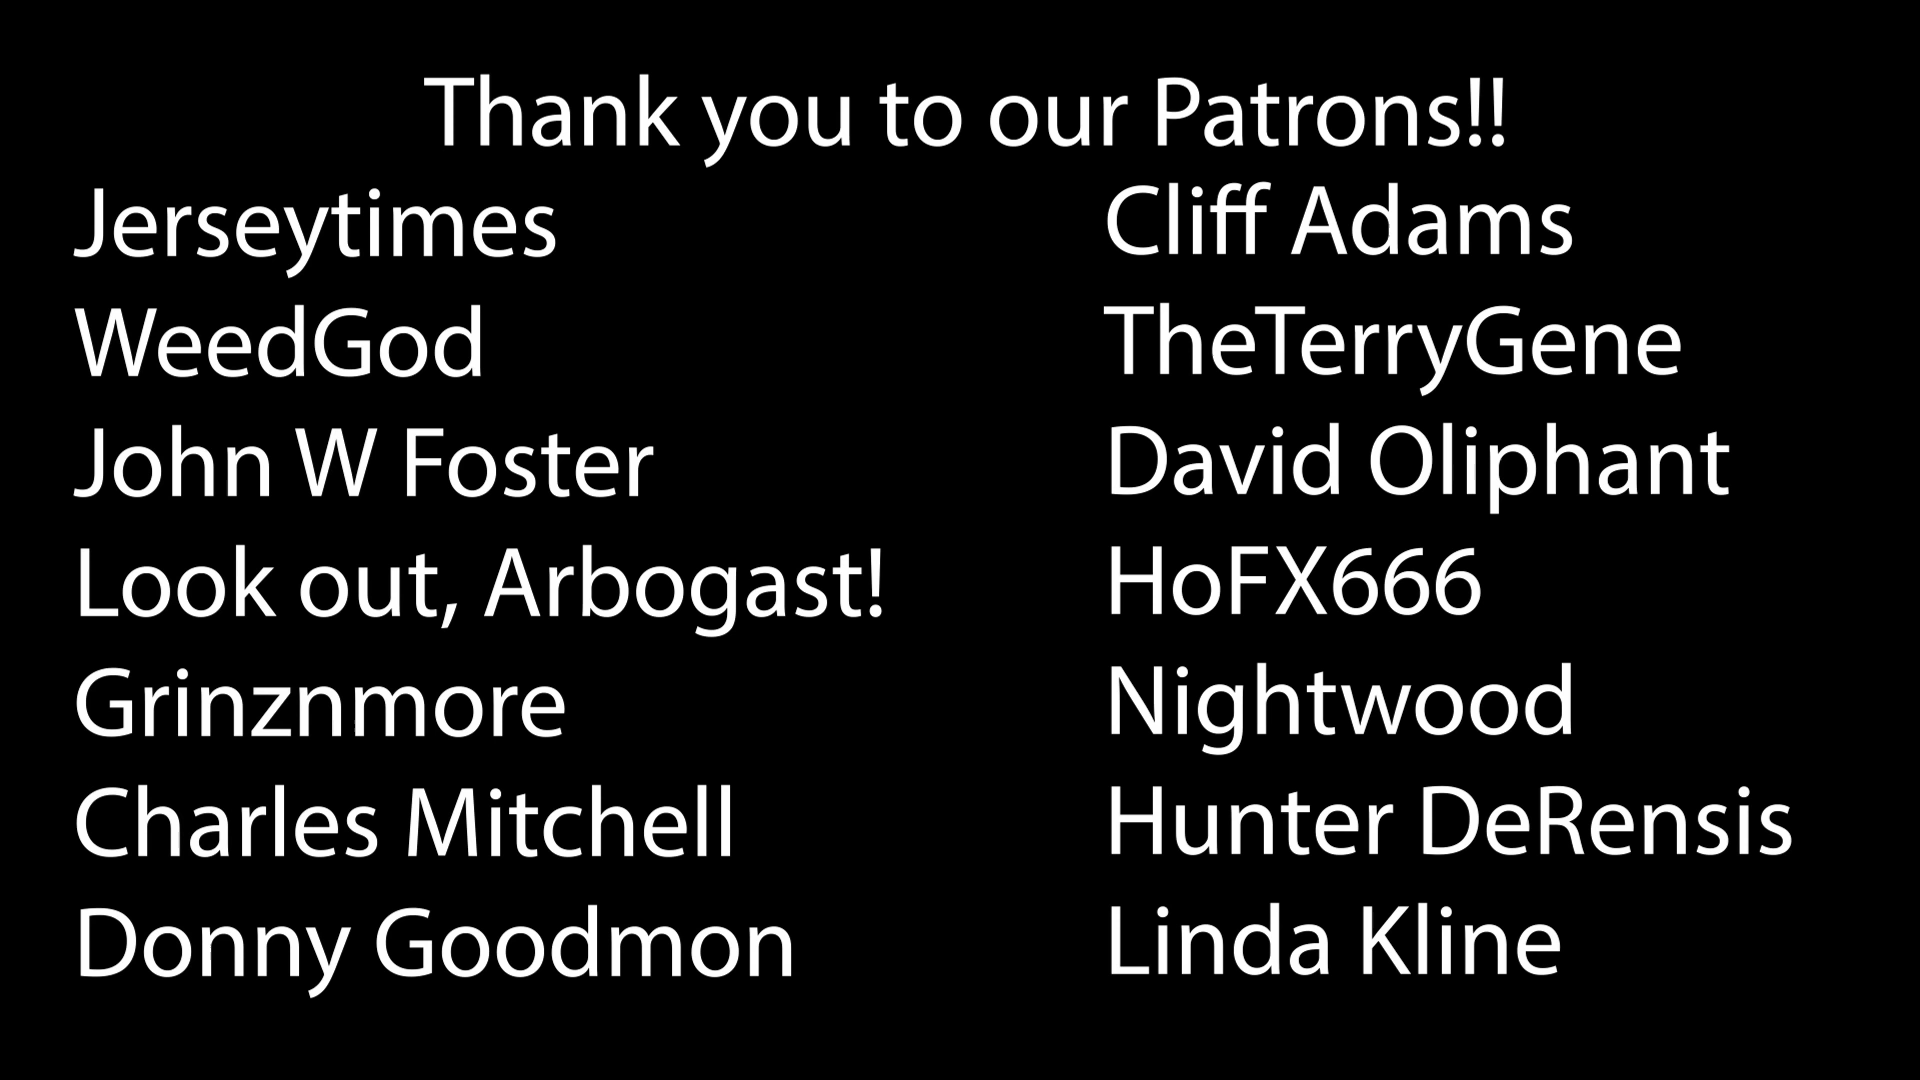 Thank you to our Patrons!!
Jerseytimes
WeedGod
John W Foster
Look out, Arbogast!
Grinznmore
Charles Mitchell
Donny Goodmon
Cliff Adams
TheTerryGene
David Oliphant
HoFX666
Nightwood
Hunter DeRensis
Linda Kline